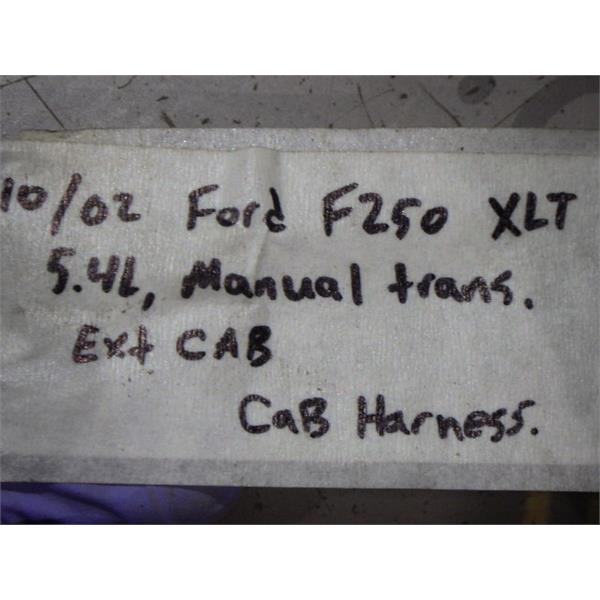 10/02 Ford F250 XLT
5.4L, Manual trans.
Ext CAB
CaB Harness.